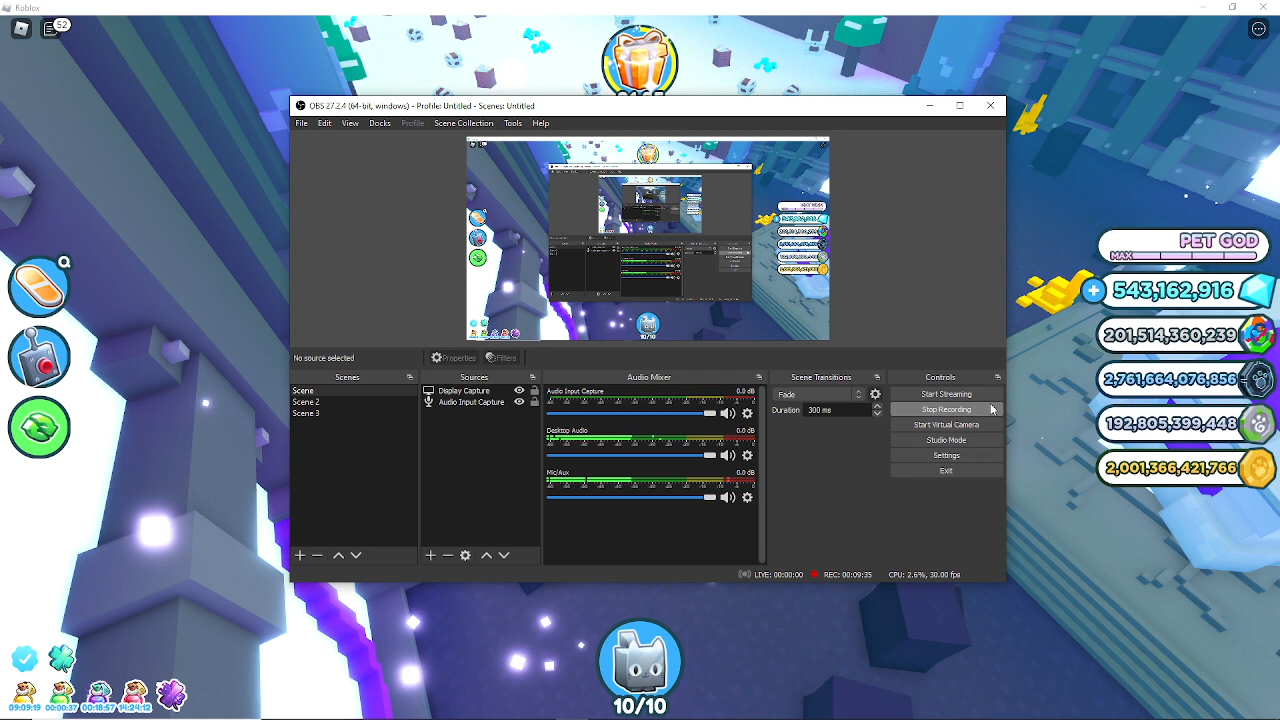 Roblox
52
OBS 27.2.4 (64-bit, windows) - Profile: Untitled - Scenes: Untitled
File Edit View Docks Profile Scene Collection Tools Help
PET GOD
MAX
543,162,916
201,514,360,239
2,761,664,076,856
192,805,399,448
2,001,366,421,766
No source selected
Properties
Filters
Scenes
Scene
Scene 2
Scene 3
Sources
Display Capture
Audio Input Capture
Audio Mixer
Audio Input Capture 0.0 dB
Desktop Audio 0.0 dB
Mic/Aux 0.0 dB
Scene Transitions
Fade
Duration 300 ms
Controls
Start Streaming
Stop Recording
Start Virtual Camera
Studio Mode
Settings
Exit
LIVE: 00:00:00 REC: 00:09:35 CPU: 2.6%, 30.00 fps
10/10
09:09:19 00:00:37 00:18:57 14:24:12